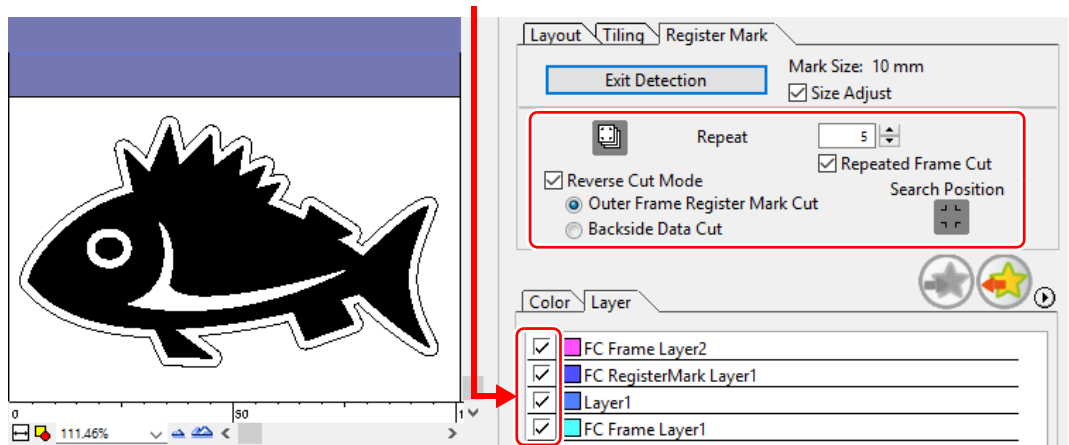 Layout Tiling Register Mark
Exit Detection
Mark Size: 10 mm
Size Adjust
Repeat 5
Repeated Frame Cut
Reverse Cut Mode
Search Position
Outer Frame Register Mark Cut
Backside Data Cut
Color Layer
FC Frame Layer2
FC RegisterMark Layer1
Layer1
FC Frame Layer1
0 50 1
111.46%